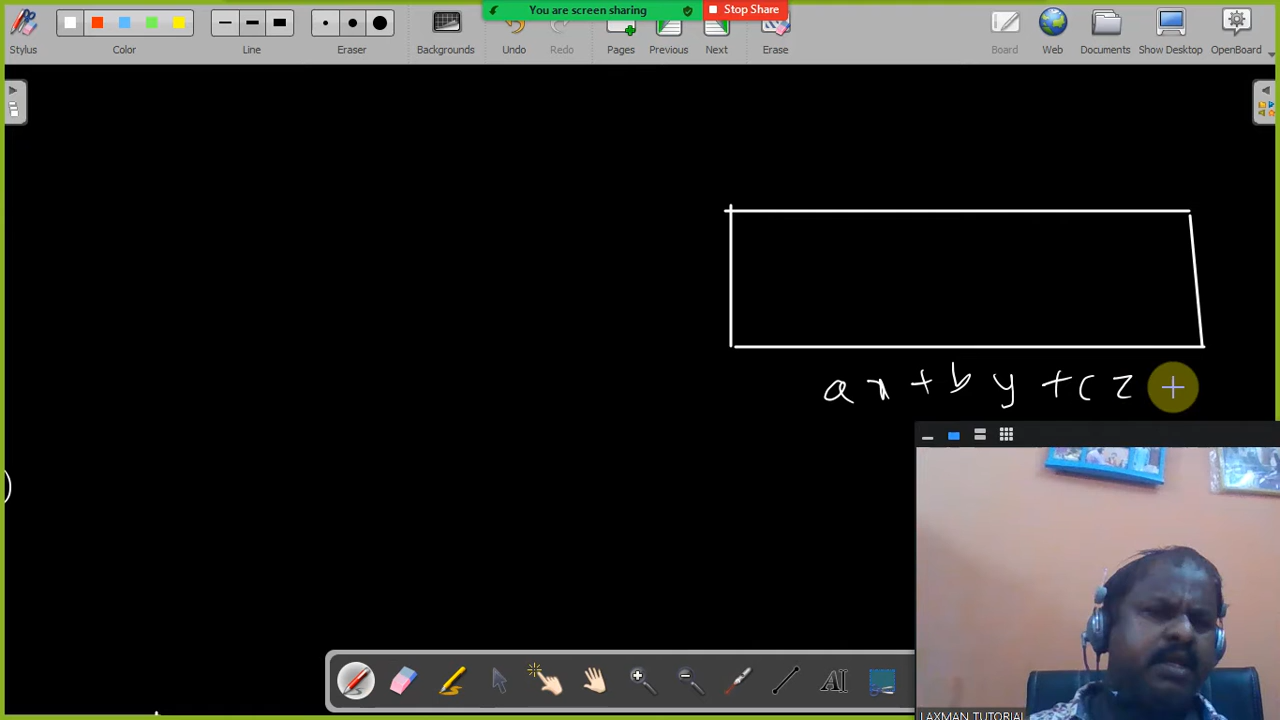 You are screen sharing
Stop Share
Stylus
Color
Line
Eraser
Backgrounds
Undo
Redo
Pages
Previous
Next
Erase
Board
Web
Documents
Show Desktop
OpenBoard
ax + by + cz
)
AI
LAXMAN TUTORIAL